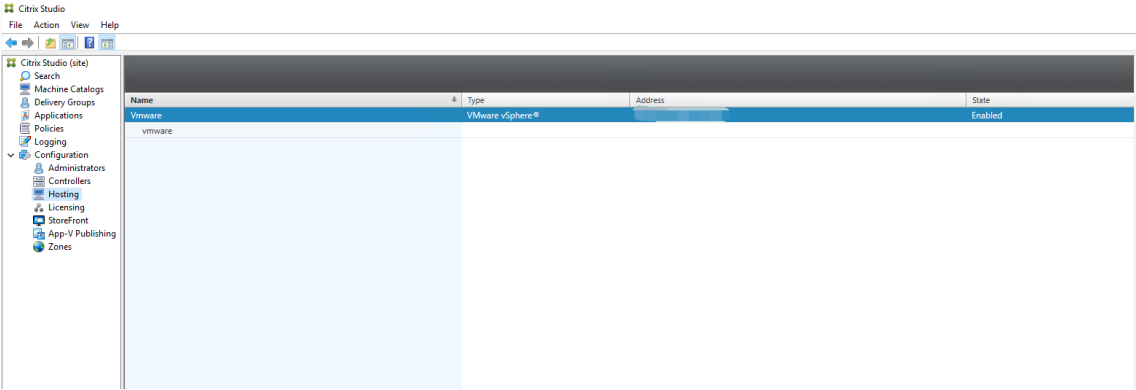 Citrix Studio
File Action View Help
Citrix Studio (site)
Search
Machine Catalogs
Delivery Groups
Applications
Policies
Logging
Configuration
Administrators
Controllers
Hosting
Licensing
StoreFront
App-V Publishing
Zones
Name Type Address State
Vmware VMware vSphere® Enabled
vmware